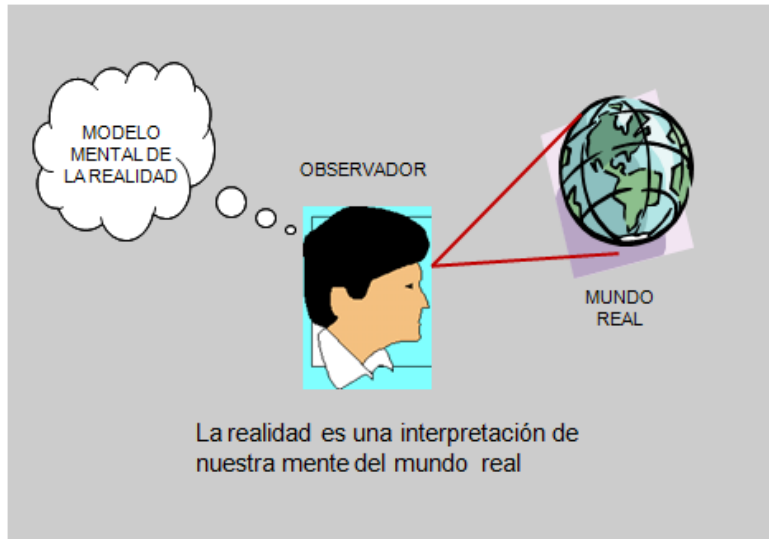 MODELO
MENTAL DE
LA REALIDAD
OBSERVADOR
MUNDO
REAL
La realidad es una interpretación de
nuestra mente del mundo real